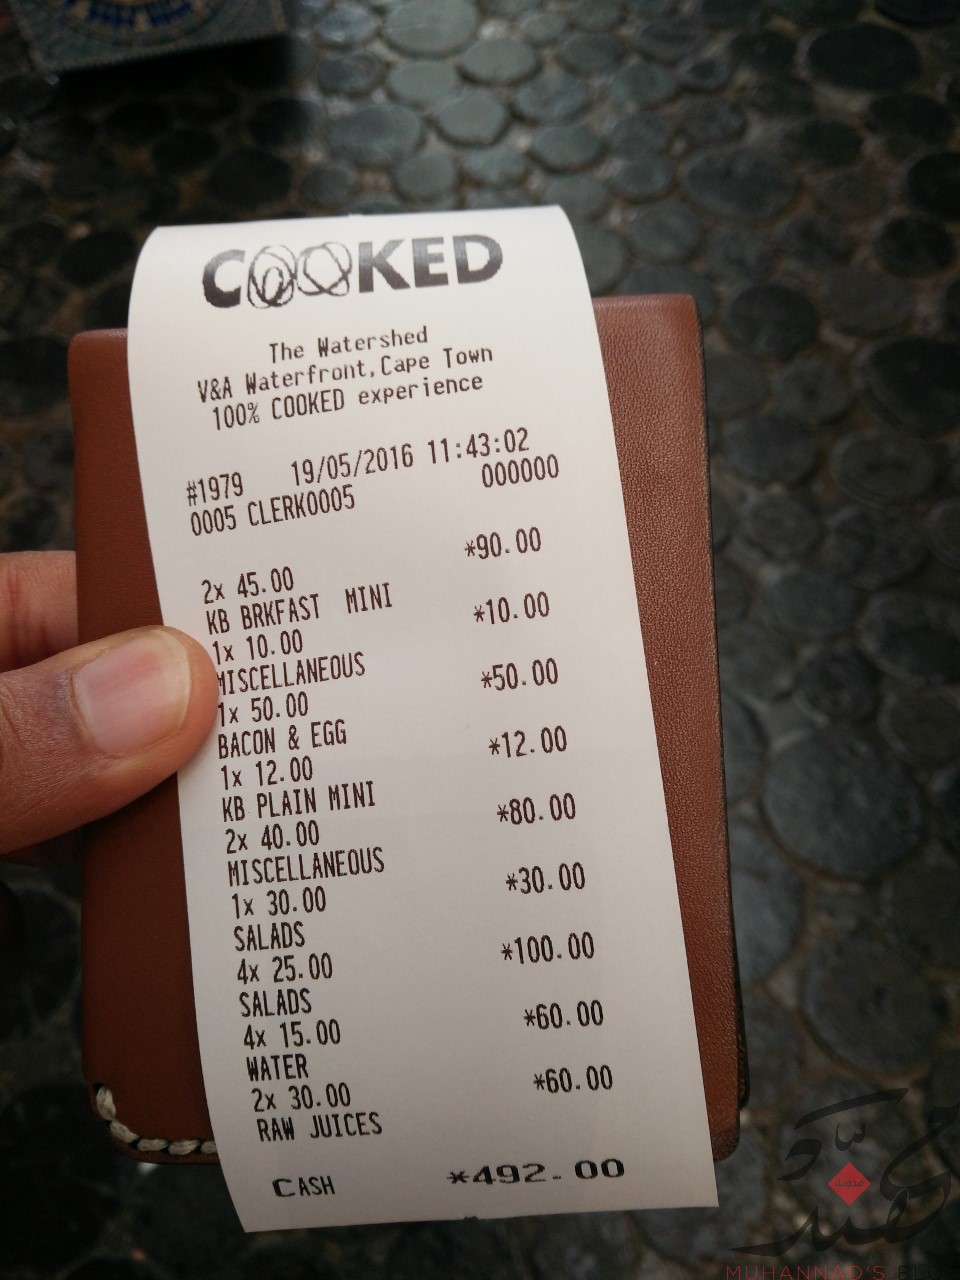 COOKED
The Watershed
V&A Waterfront,Cape Town
100% COOKED experience
#1979 19/05/2016 11:43:02
0005 CLERK0005 000000
*90.00
2x 45.00
KB BRKFAST MINI
*10.00
1x 10.00
MISCELLANEOUS
*50.00
1x 50.00
BACON & EGG
*12.00
1x 12.00
KB PLAIN MINI
*80.00
2x 40.00
MISCELLANEOUS
*30.00
1x 30.00
SALADS
*100.00
4x 25.00
SALADS
*60.00
4x 15.00
WATER
*60.00
2x 30.00
RAW JUICES
CASH *492.00
مدونة
مهند
MUHANNAD'S